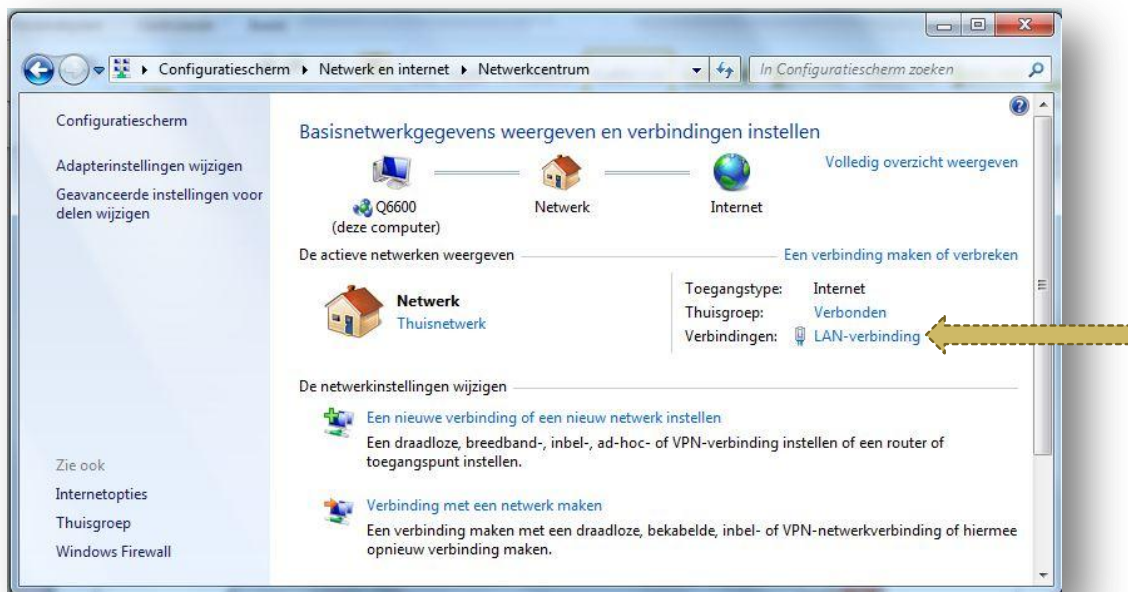 Configuratiescherm ▸ Netwerk en internet ▸ Netwerkcentrum
In Configuratiescherm zoeken
Configuratiescherm
Adapterinstellingen wijzigen
Geavanceerde instellingen voor
delen wijzigen
Zie ook
Internetopties
Thuisgroep
Windows Firewall
Basisnetwerkgegevens weergeven en verbindingen instellen
Volledig overzicht weergeven
Q6600
(deze computer)
Netwerk
Internet
De actieve netwerken weergeven
Een verbinding maken of verbreken
Netwerk
Thuisnetwerk
Toegangstype: Internet
Thuisgroep: Verbonden
Verbindingen: LAN-verbinding
De netwerkinstellingen wijzigen
Een nieuwe verbinding of een nieuw netwerk instellen
Een draadloze, breedband-, inbel-, ad-hoc- of VPN-verbinding instellen of een router of
toegangspunt instellen.
Verbinding met een netwerk maken
Een verbinding maken met een draadloze, bekabelde, inbel- of VPN-netwerkverbinding of hiermee
opnieuw verbinding maken.